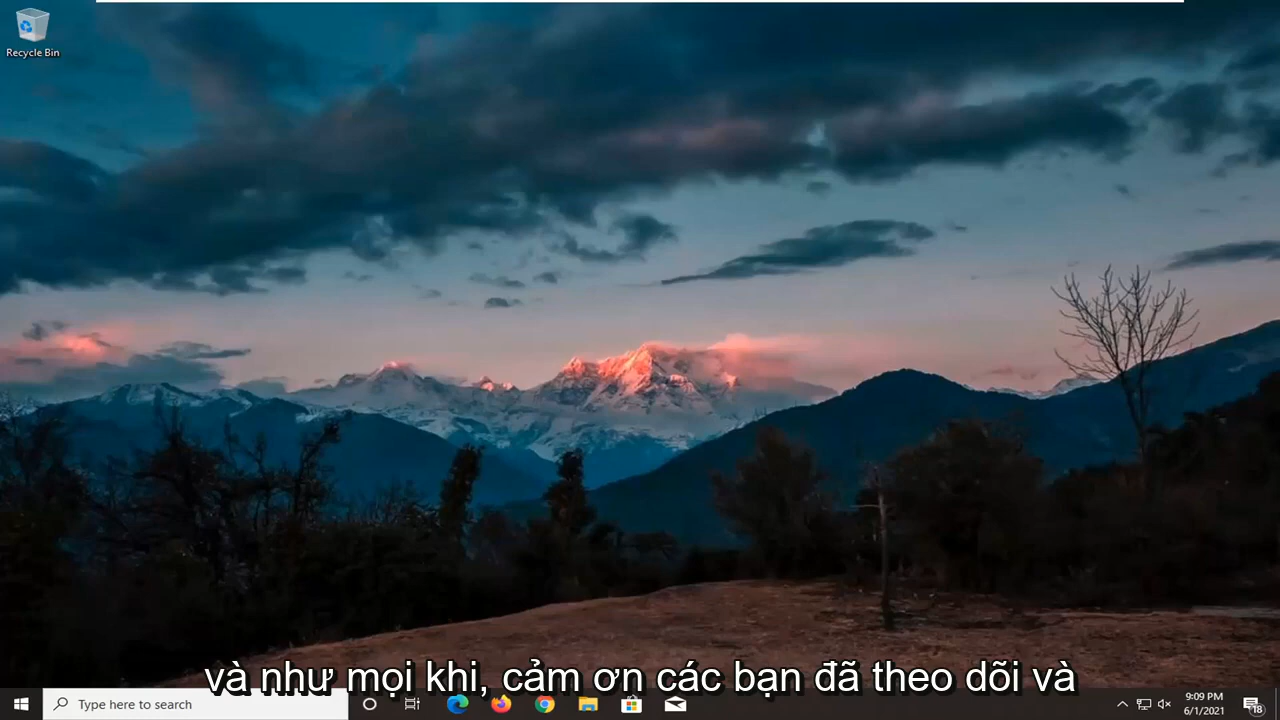 Recycle Bin
và như mọi khi, cảm ơn các bạn đã theo dõi và
Type here to search
9:09 PM
6/1/2021
18